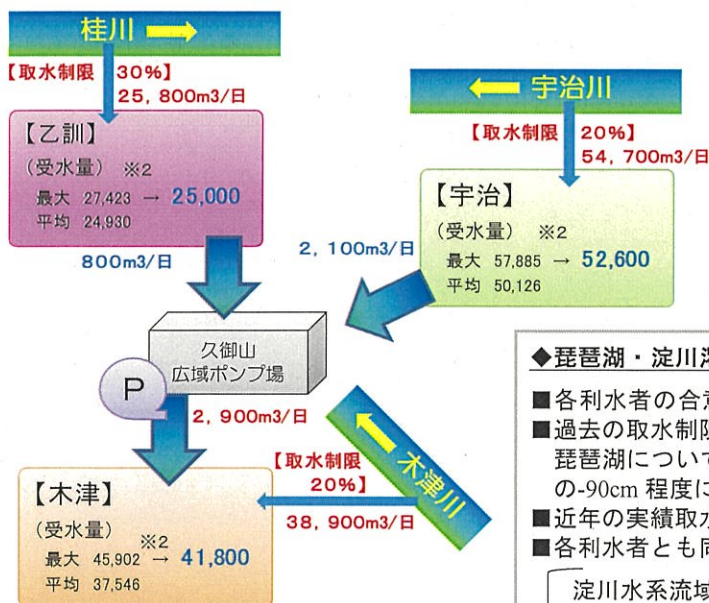 桂川
【取水制限 30%】
25,800m3/日
【乙訓】
(受水量) ※2
最大 27,423 → 25,000
平均 24,930
800m3/日
宇治川
【取水制限 20%】
54,700m3/日
【宇治】
(受水量) ※2
最大 57,885 → 52,600
平均 50,126
2,100m3/日
久御山
広域ポンプ場
P
2,900m3/日
木津川
【取水制限
20%】
38,900m3/日
【木津】
(受水量) ※2
最大 45,902 → 41,800
平均 37,546
◆琵琶湖・淀川
■各利水者の合意
■過去の取水制限
琵琶湖について
の-90cm 程度に
■近年の実績取水
■各利水者とも同
淀川水系流域